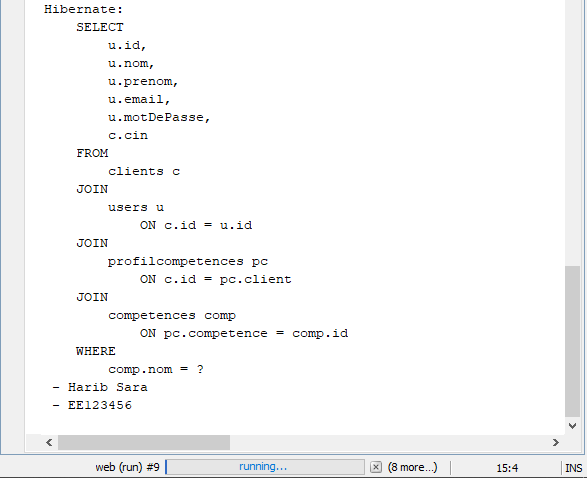 Hibernate:
SELECT
u.id,
u.nom,
u.prenom,
u.email,
u.motDePasse,
c.cin
FROM
clients c
JOIN
users u
ON c.id = u.id
JOIN
profilcompetences pc
ON c.id = pc.client
JOIN
competences comp
ON pc.competence = comp.id
WHERE
comp.nom = ?
- Harib Sara
- EE123456
web (run) #9 running... (8 more...) 15:4 INS